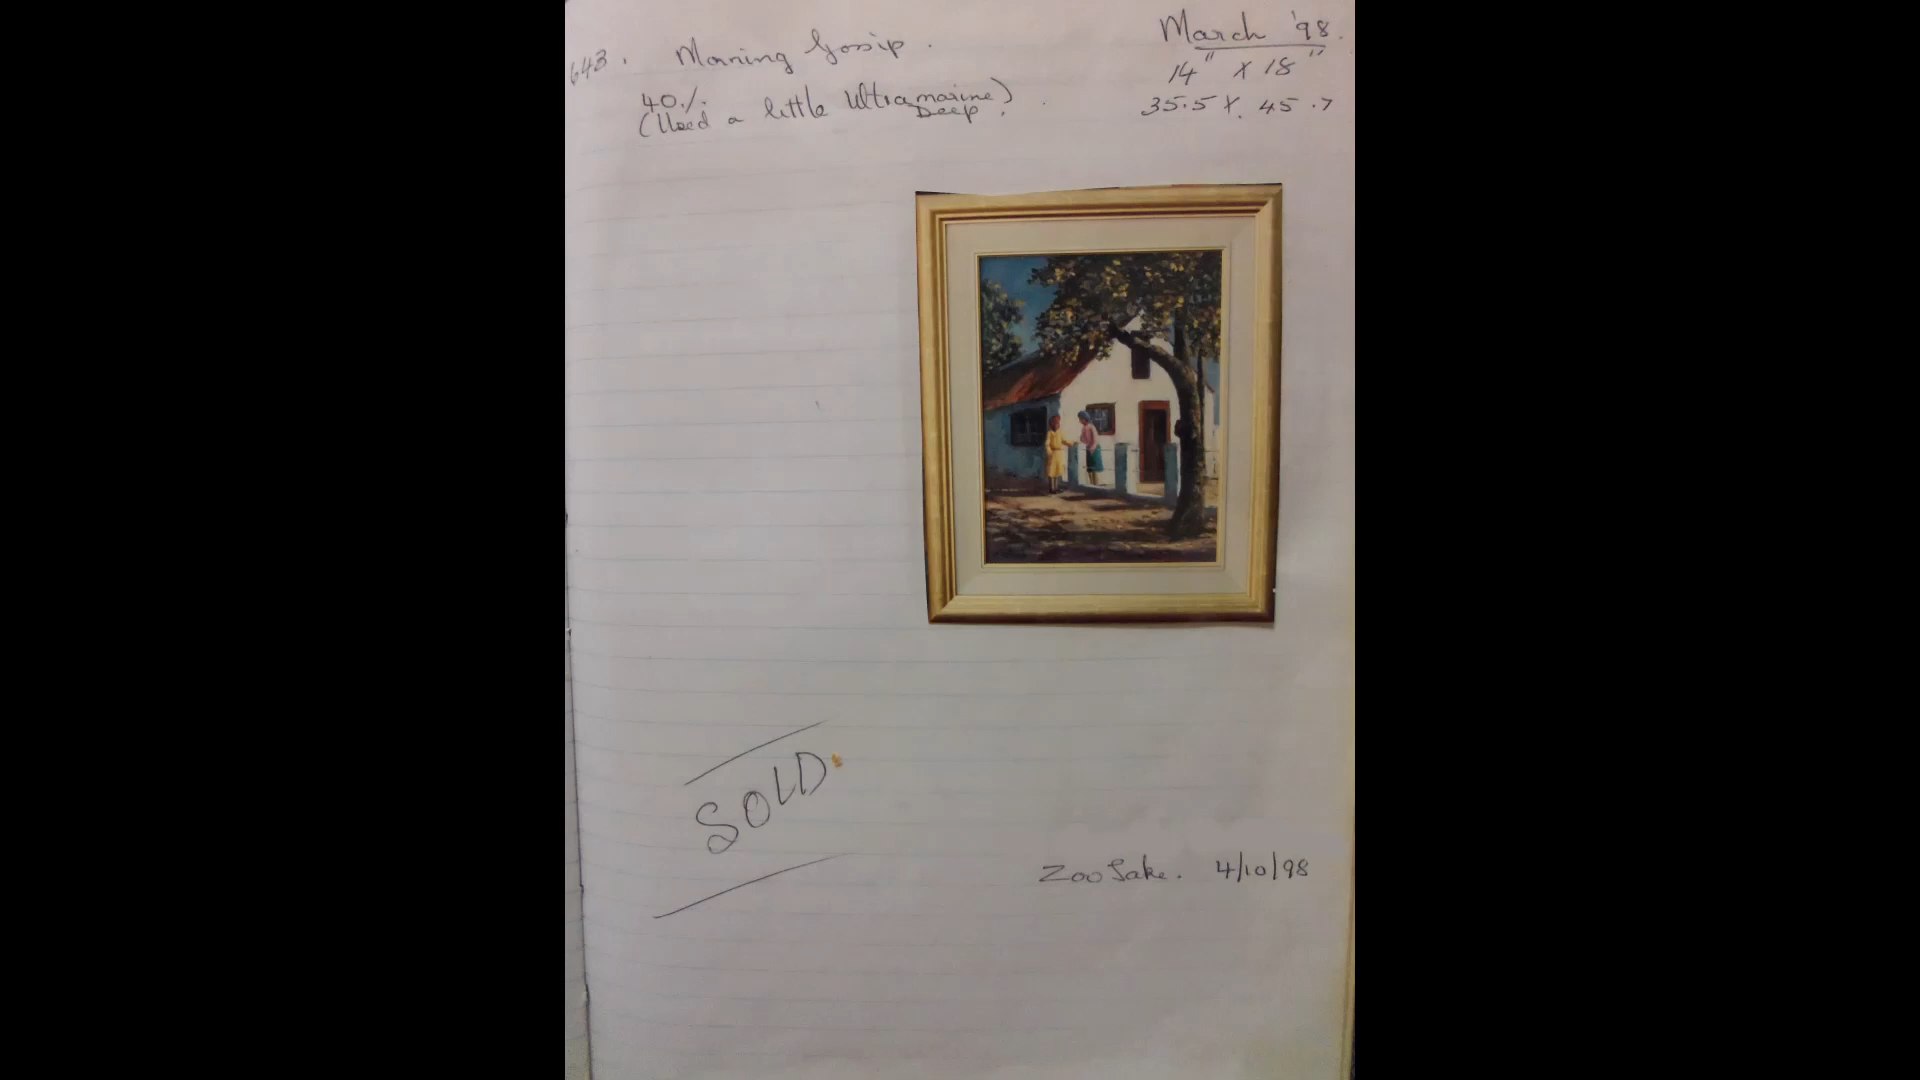 643. Morning Gossip. March '98.
14" X 18"
40./. 35.5 X. 45.7
(Used a little Ultramarine) .
Deep.
SOLD.
Zoo Lake. 4/10/98